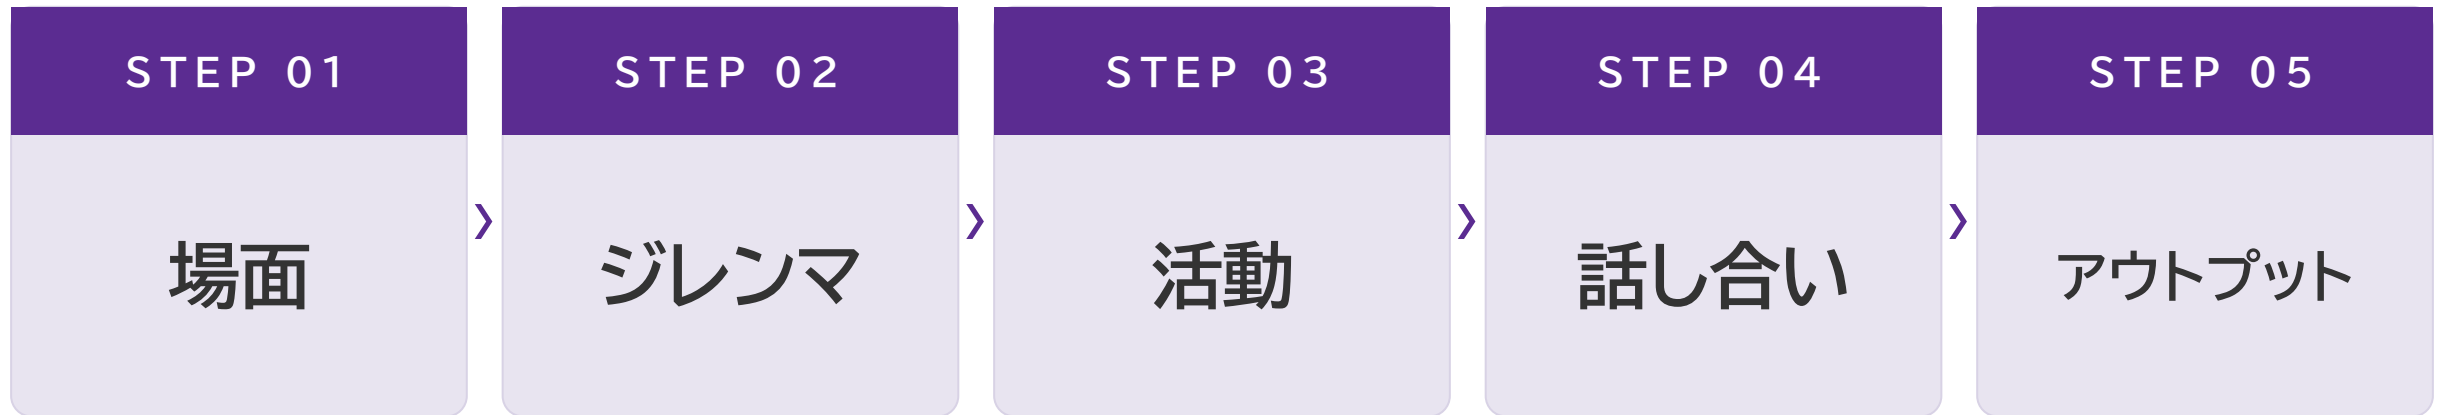 STEP 01
場面
STEP 02
ジレンマ
STEP 03
活動
STEP 04
話し合い
STEP 05
アウトプット